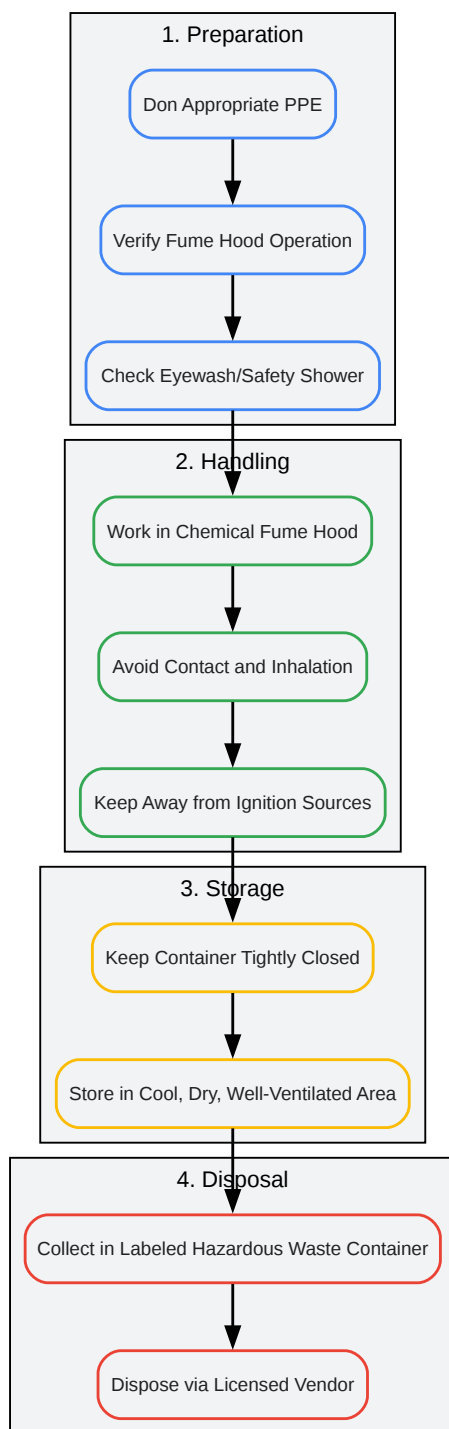 1. Preparation
Don Appropriate PPE
Verify Fume Hood Operation
Check Eyewash/Safety Shower
2. Handling
Work in Chemical Fume Hood
Avoid Contact and Inhalation
Keep Away from Ignition Sources
3. Storage
Keep Container Tightly Closed
Store in Cool, Dry, Well-Ventilated Area
4. Disposal
Collect in Labeled Hazardous Waste Container
Dispose via Licensed Vendor